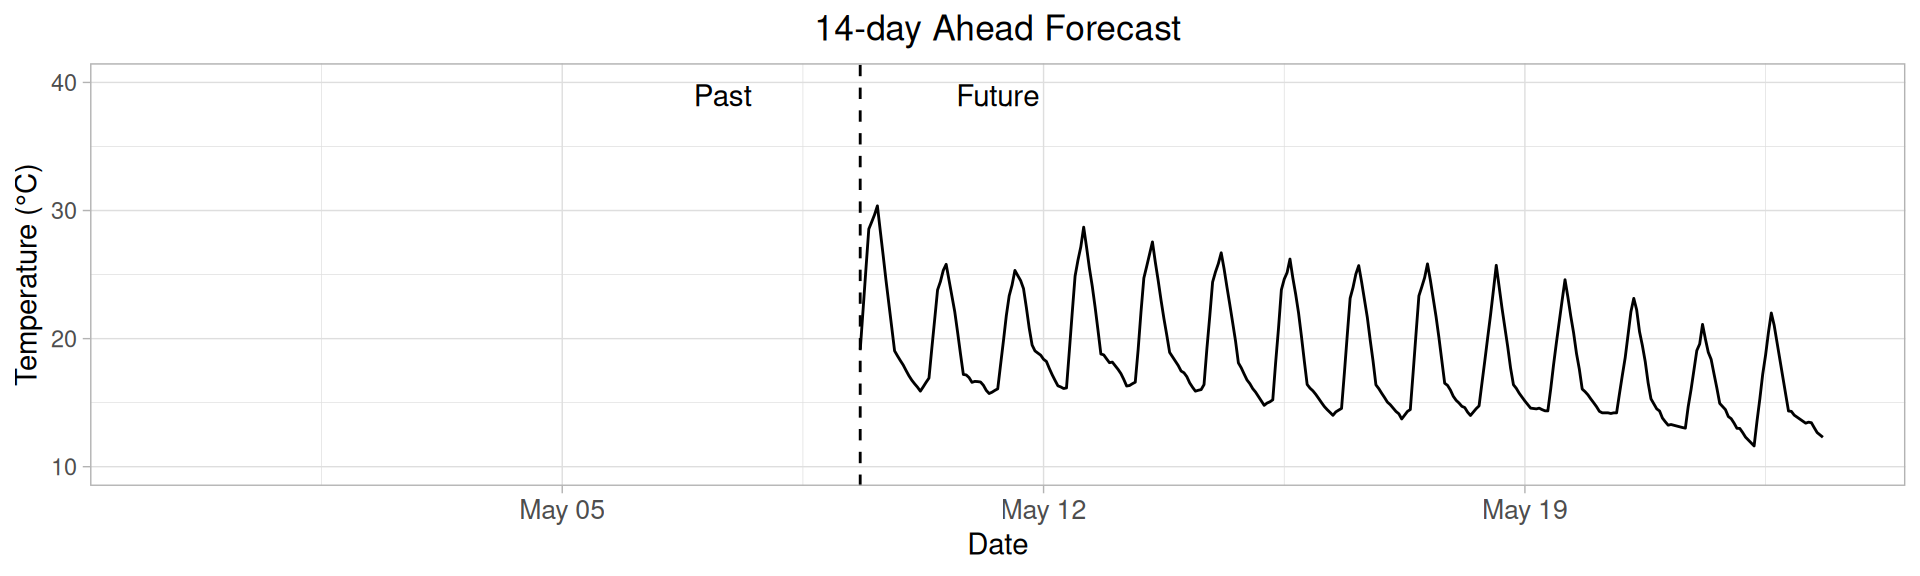 14-day Ahead Forecast
Past Future
40
30
20
10
Temperature (°C)
May 05 May 12 May 19
Date